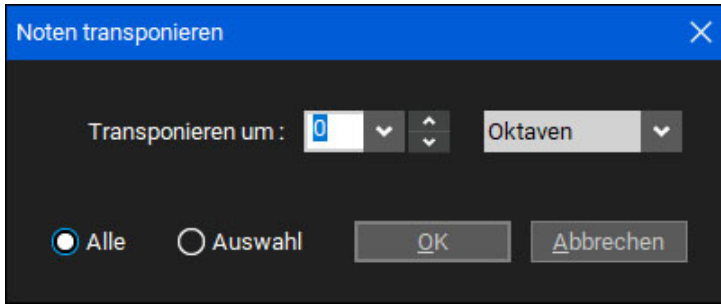 Noten transponieren
Transponieren um : 0 Oktaven
Alle Auswahl OK Abbrechen